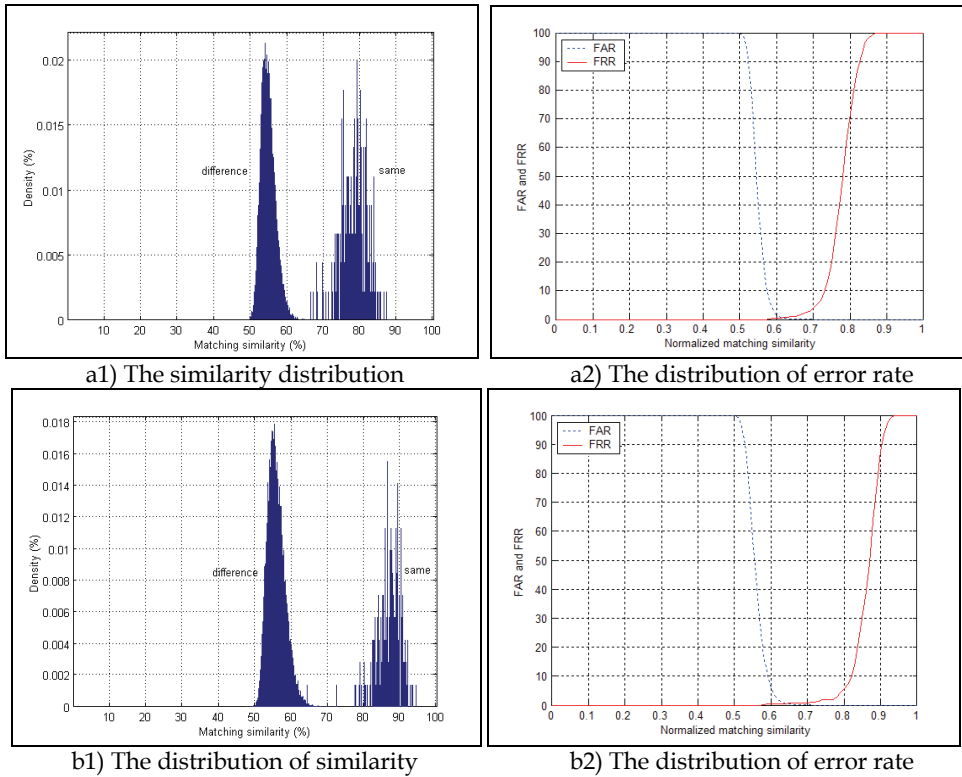 0.02
0.015
0.01
0.005
0
Density (%)
difference
same
10 20 30 40 50 60 70 80 90 100
Matching similarity (%)
a1) The similarity distribution
100
90
80
70
60
50
40
30
20
10
0
FAR and FRR
FAR
FRR
0 0.1 0.2 0.3 0.4 0.5 0.6 0.7 0.8 0.9 1
Normalized matching similarity
a2) The distribution of error rate
0.018
0.016
0.014
0.012
0.01
0.008
0.006
0.004
0.002
0
Density (%)
difference
same
10 20 30 40 50 60 70 80 90 100
Matching similarity (%)
b1) The distribution of similarity
100
90
80
70
60
50
40
30
20
10
0
FAR and FRR
FAR
FRR
0 0.1 0.2 0.3 0.4 0.5 0.6 0.7 0.8 0.9 1
Normalized matching similarity
b2) The distribution of error rate